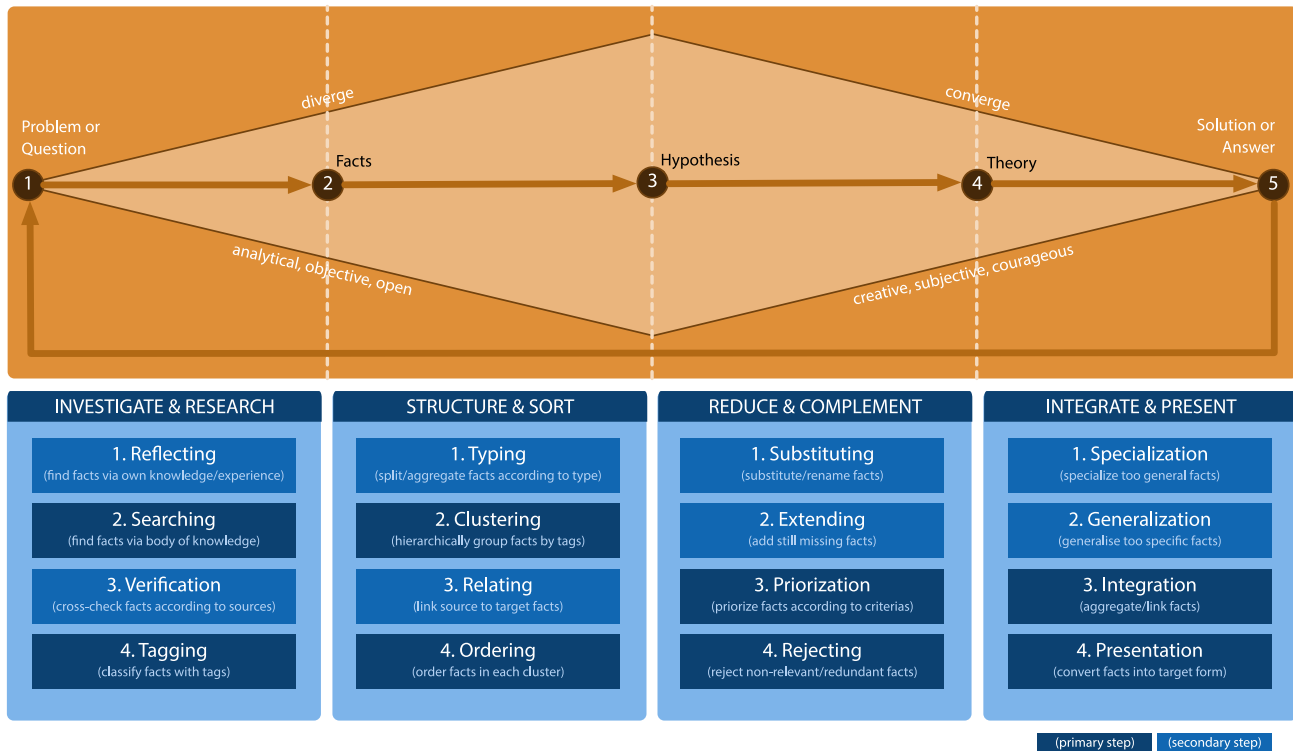 diverge
converge
Problem or
Question
Solution or
Answer
Facts
Hypothesis
Theory
1
2
3
4
5
analytical, objective, open
creative, subjective, courageous
INVESTIGATE & RESEARCH
1. Reflecting
(find facts via own knowledge/experience)
2. Searching
(find facts via body of knowledge)
3. Verification
(cross-check facts according to sources)
4. Tagging
(classify facts with tags)
STRUCTURE & SORT
1. Typing
(split/aggregate facts according to type)
2. Clustering
(hierarchically group facts by tags)
3. Relating
(link source to target facts)
4. Ordering
(order facts in each cluster)
REDUCE & COMPLEMENT
1. Substituting
(substitute/rename facts)
2. Extending
(add still missing facts)
3. Priorization
(priorize facts according to criterias)
4. Rejecting
(reject non-relevant/redundant facts)
INTEGRATE & PRESENT
1. Specialization
(specialize too general facts)
2. Generalization
(generalise too specific facts)
3. Integration
(aggregate/link facts)
4. Presentation
(convert facts into target form)
(primary step)
(secondary step)